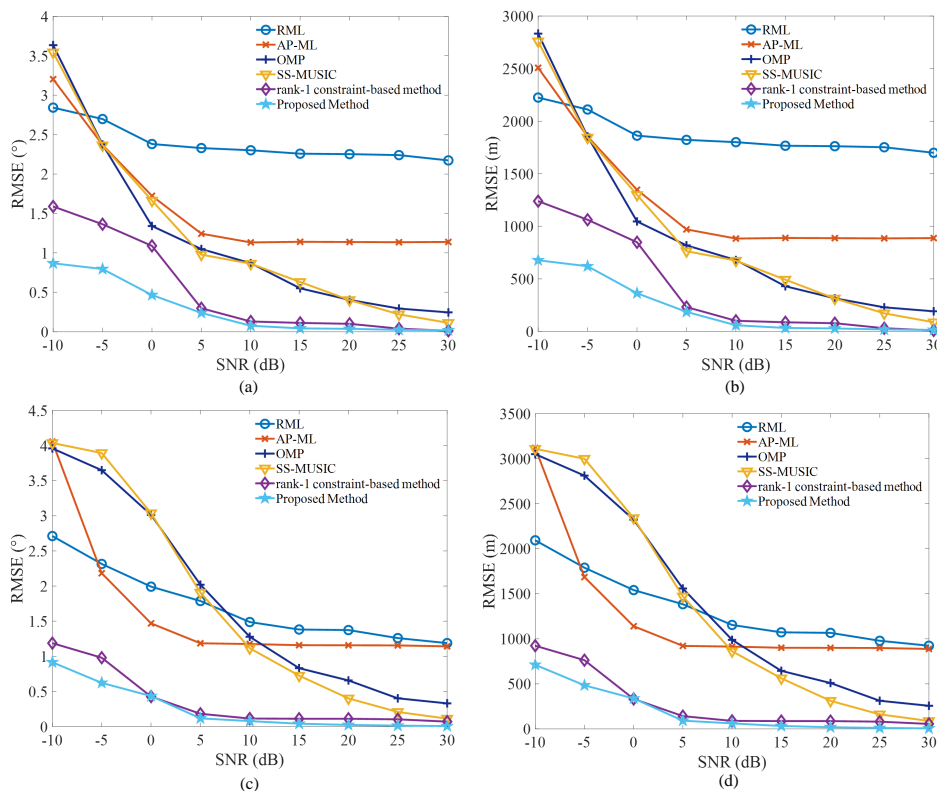 4
3.5
3
2.5
2
1.5
1
0.5
0
RMSE (°)
-10 -5 0 5 10 15 20 25 30
SNR (dB)
RML
AP-ML
OMP
SS-MUSIC
rank-1 constraint-based method
Proposed Method
(a)
3000
2500
2000
1500
1000
500
0
RMSE (m)
-10 -5 0 5 10 15 20 25 30
SNR (dB)
RML
AP-ML
OMP
SS-MUSIC
rank-1 constraint-based method
Proposed Method
(b)
4.5
4
3.5
3
2.5
2
1.5
1
0.5
0
RMSE (°)
-10 -5 0 5 10 15 20 25 30
SNR (dB)
RML
AP-ML
OMP
SS-MUSIC
rank-1 constraint-based method
Proposed Method
(c)
3500
3000
2500
2000
1500
1000
500
0
RMSE (m)
-10 -5 0 5 10 15 20 25 30
SNR (dB)
RML
AP-ML
OMP
SS-MUSIC
rank-1 constraint-based method
Proposed Method
(d)